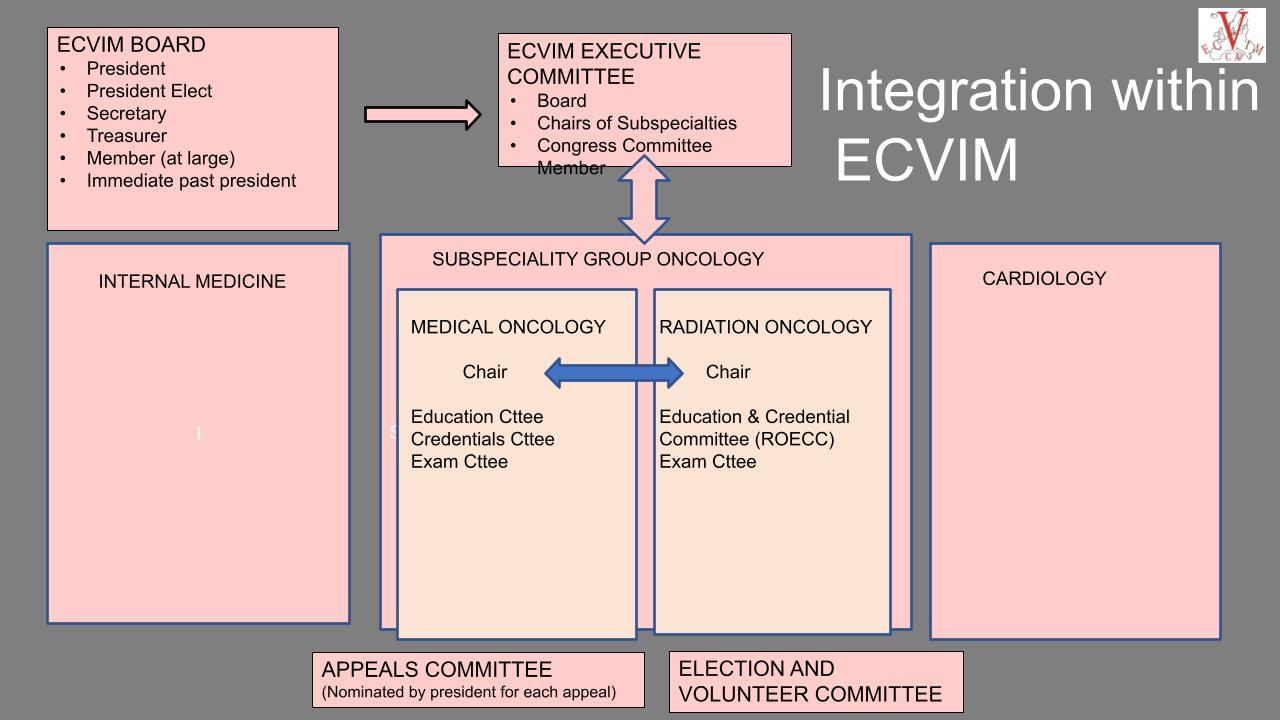 ECVIM BOARD
• President
• President Elect
• Secretary
• Treasurer
• Member (at large)
• Immediate past president
ECVIM EXECUTIVE
COMMITTEE
• Board
• Chairs of Subspecialties
• Congress Committee
Member
Integration within
ECVIM
INTERNAL MEDICINE
I
SUBSPECIALITY GROUP ONCOLOGY
S
MEDICAL ONCOLOGY
Chair
Education Cttee
Credentials Cttee
Exam Cttee
RADIATION ONCOLOGY
Chair
Education & Credential
Committee (ROECC)
Exam Cttee
CARDIOLOGY
APPEALS COMMITTEE
(Nominated by president for each appeal)
ELECTION AND
VOLUNTEER COMMITTEE